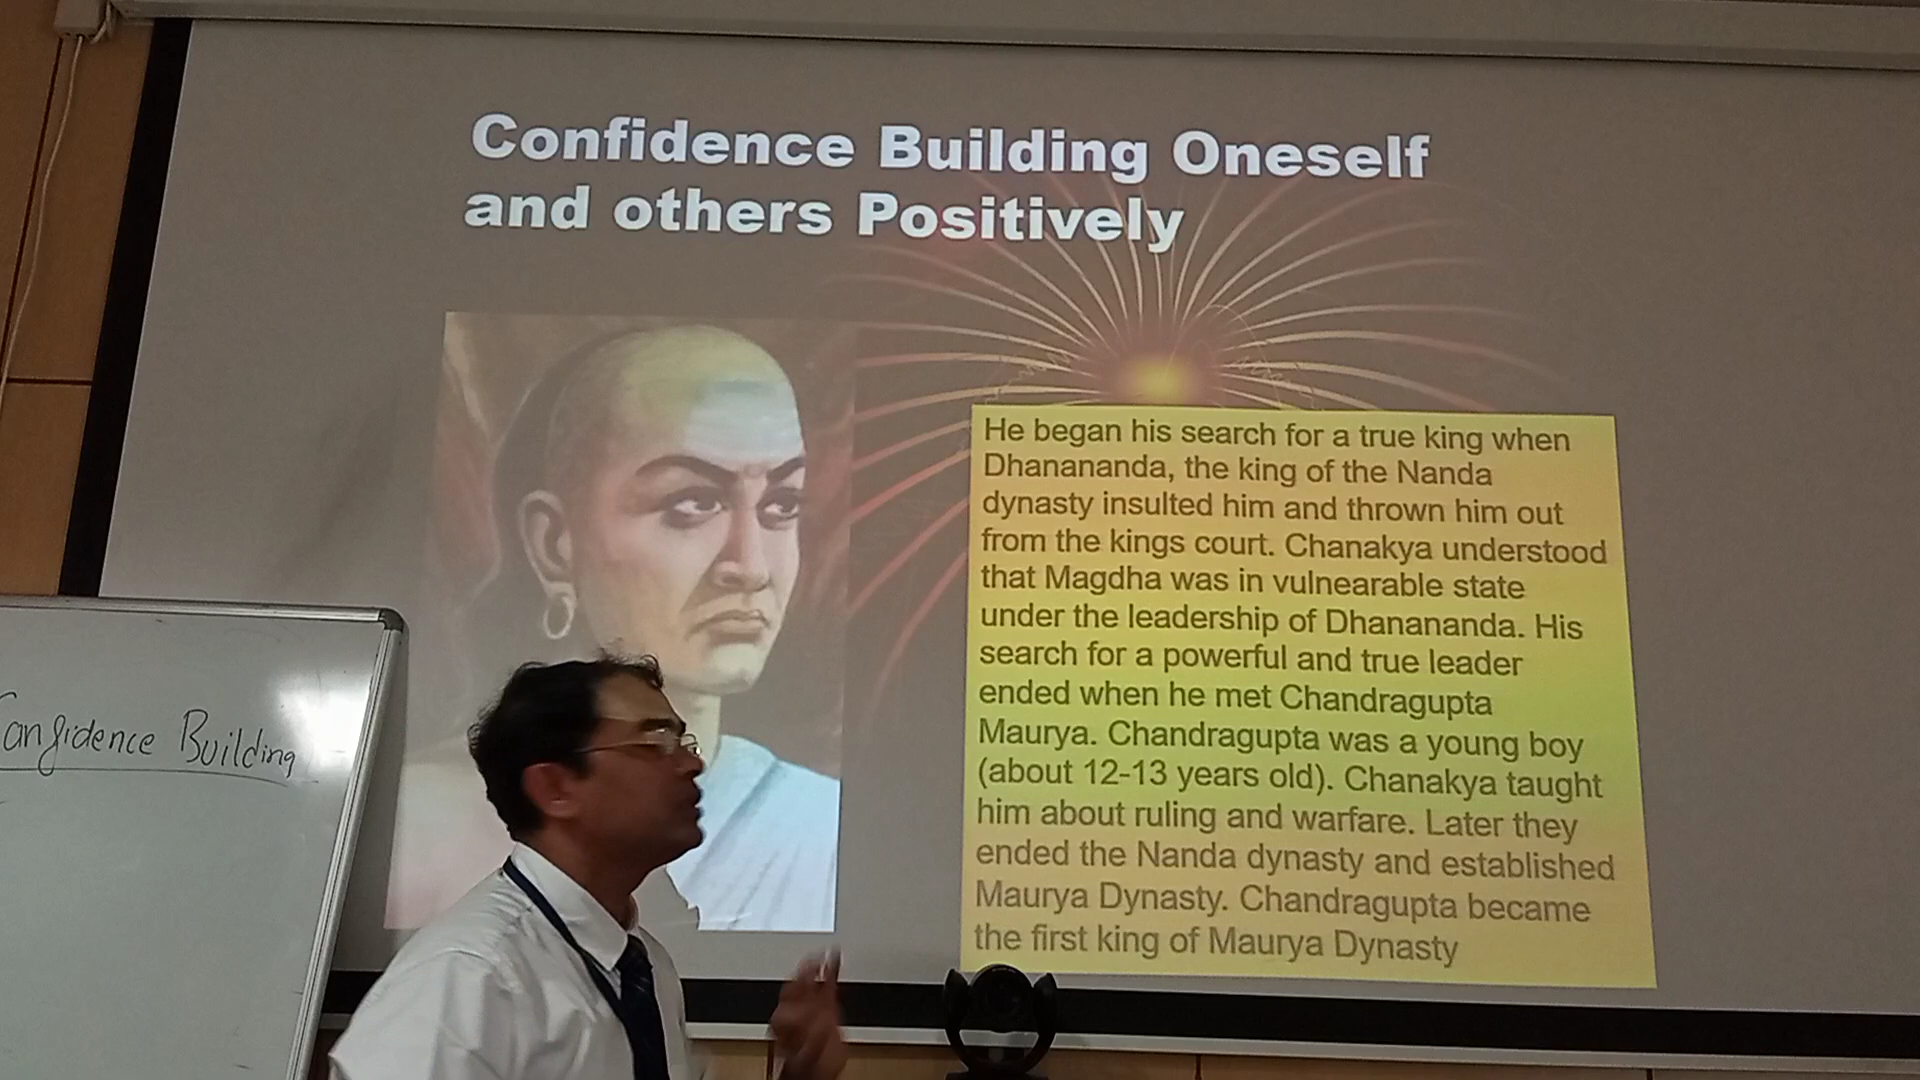 Confidence Building Oneself
and others Positively
He began his search for a true king when
Dhanananda, the king of the Nanda
dynasty insulted him and thrown him out
from the kings court. Chanakya understood
that Magdha was in vulnearable state
under the leadership of Dhanananda. His
search for a powerful and true leader
ended when he met Chandragupta
Maurya. Chandragupta was a young boy
(about 12-13 years old). Chanakya taught
him about ruling and warfare. Later they
ended the Nanda dynasty and established
Maurya Dynasty. Chandragupta became
the first king of Maurya Dynasty
Confidence Building